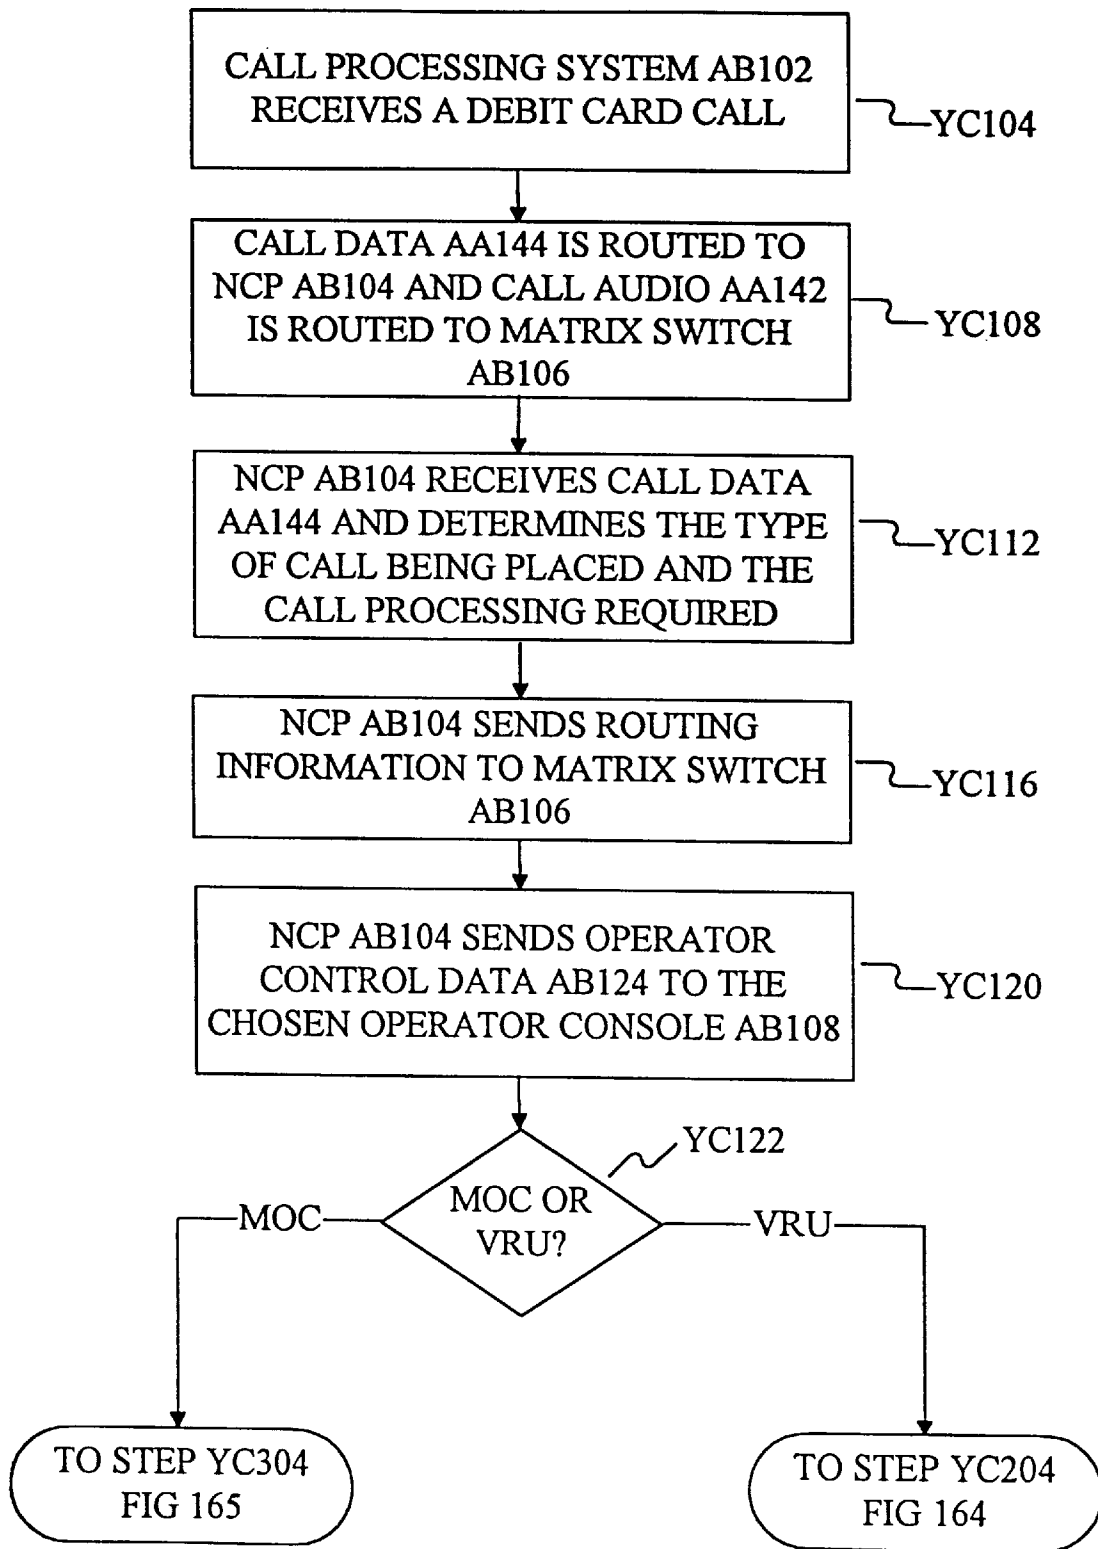 CALL PROCESSING SYSTEM AB102
RECEIVES A DEBIT CARD CALL
YC104
CALL DATA AA144 IS ROUTED TO
NCP AB104 AND CALL AUDIO AA142
IS ROUTED TO MATRIX SWITCH
AB106
YC108
NCP AB104 RECEIVES CALL DATA
AA144 AND DETERMINES THE TYPE
OF CALL BEING PLACED AND THE
CALL PROCESSING REQUIRED
YC112
NCP AB104 SENDS ROUTING
INFORMATION TO MATRIX SWITCH
AB106
YC116
NCP AB104 SENDS OPERATOR
CONTROL DATA AB124 TO THE
CHOSEN OPERATOR CONSOLE AB108
YC120
YC122
MOC OR
VRU?
MOC
VRU
TO STEP YC304
FIG 165
TO STEP YC204
FIG 164